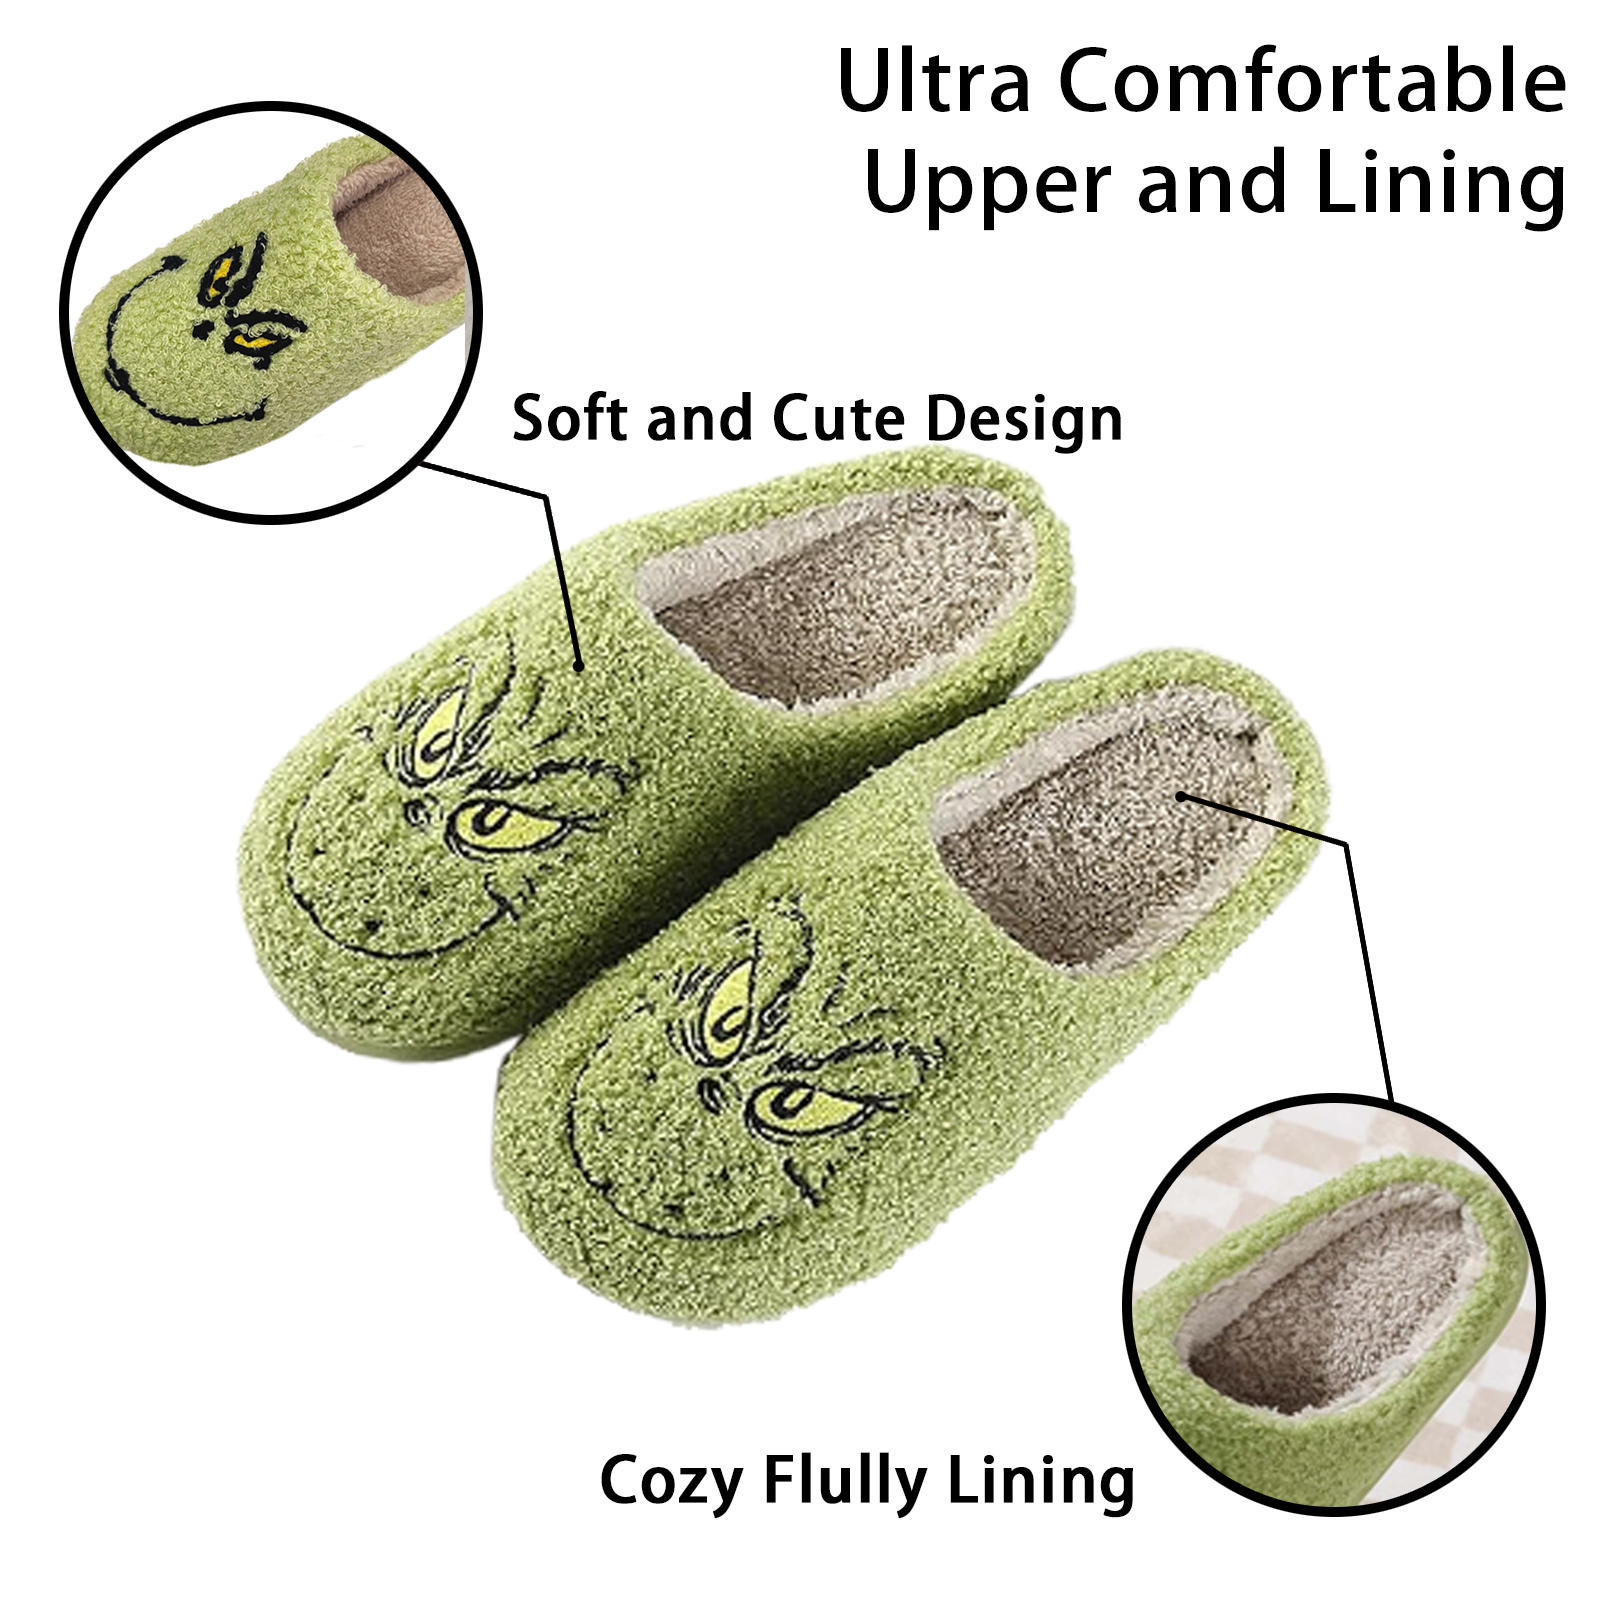 Ultra Comfortable
Upper and Lining
Soft and Cute Design
Cozy Flully Lining